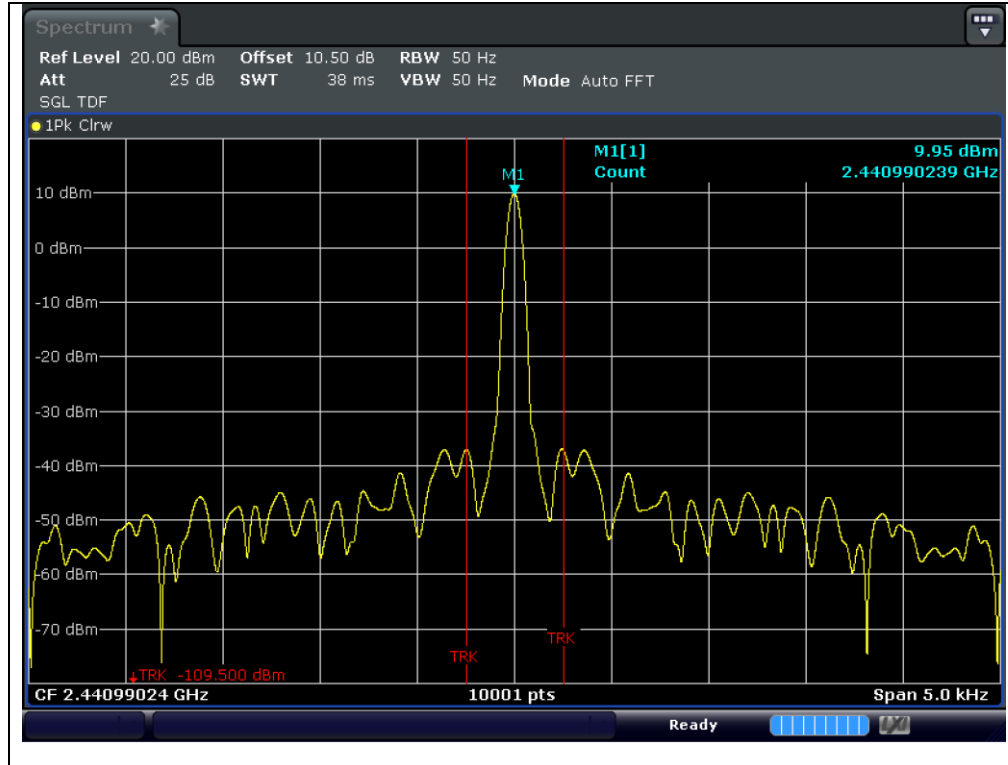 Spectrum
Ref Level 20.00 dBm Offset 10.50 dB RBW 50 Hz
Att 25 dB SWT 38 ms VBW 50 Hz Mode Auto FFT
SGL TDF
1Pk Clrw
M1[1] 9.95 dBm
Count 2.440990239 GHz
M1
10 dBm
0 dBm
-10 dBm
-20 dBm
-30 dBm
-40 dBm
-50 dBm
-60 dBm
-70 dBm
TRK
TRK
TRK -109.500 dBm
CF 2.44099024 GHz 10001 pts Span 5.0 kHz
Ready LXI